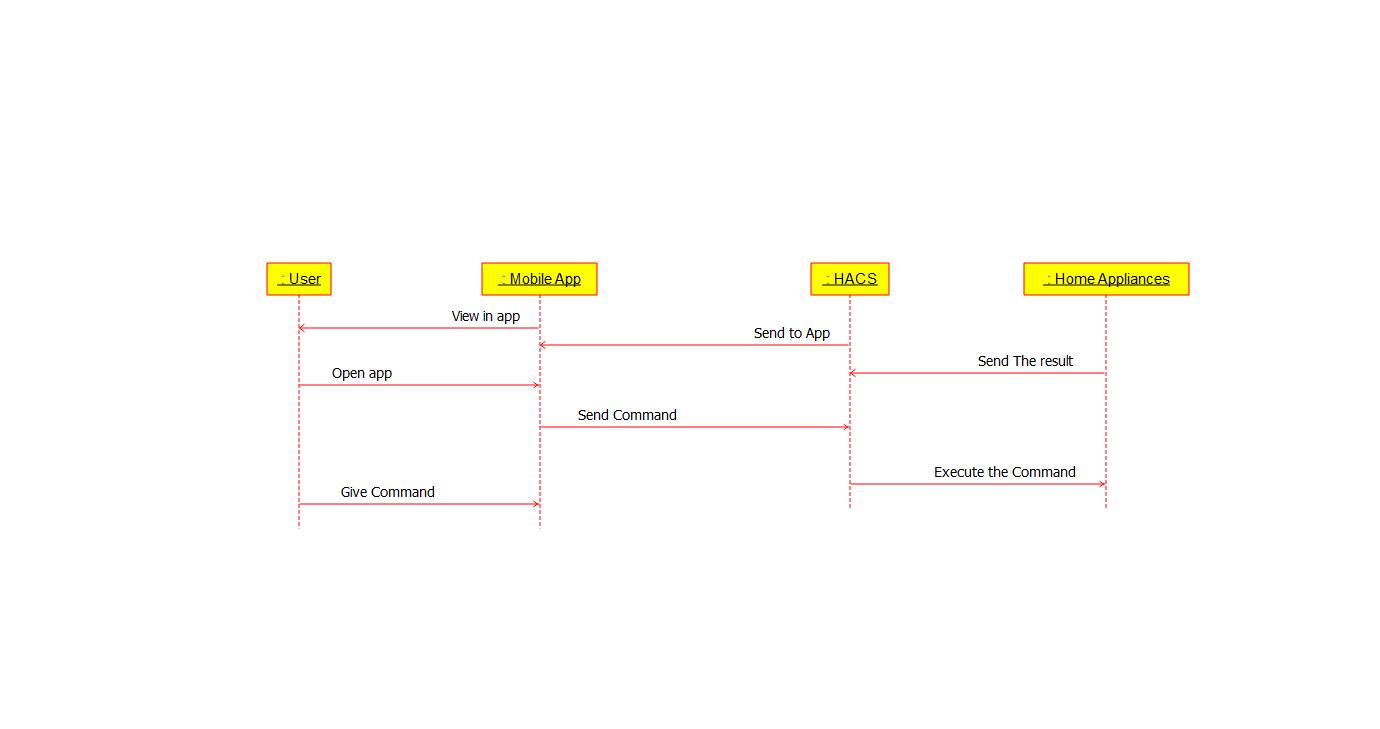 : User
: Mobile App
: HACS
: Home Appliances
View in app
Send to App
Send The result
Open app
Send Command
Execute the Command
Give Command